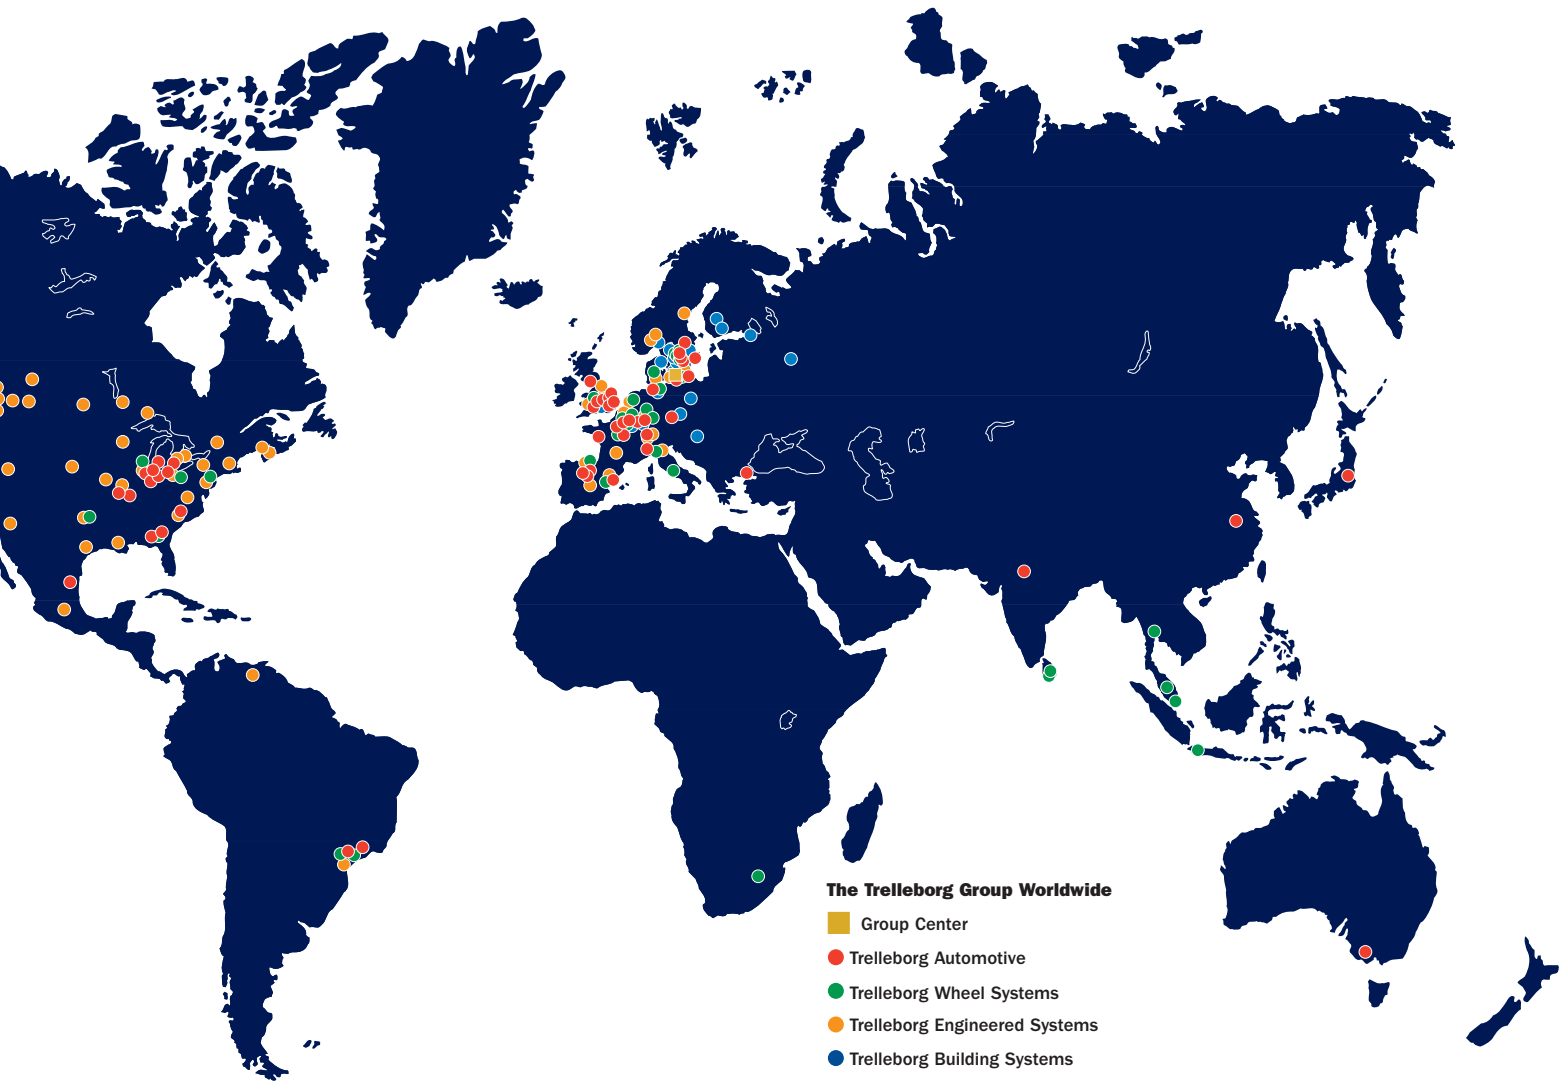 The Trelleborg Group Worldwide
Group Center
Trelleborg Automotive
Trelleborg Wheel Systems
Trelleborg Engineered Systems
Trelleborg Building Systems